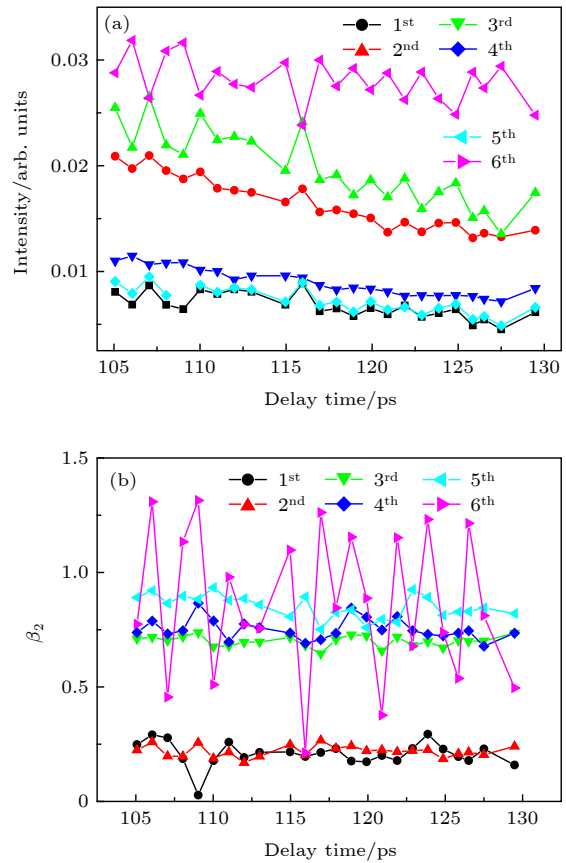 (a)
1st
2nd
3rd
4th
5th
6th
0.03
0.02
0.01
Intensity/arb. units
105 110 115 120 125 130
Delay time/ps
(b)
1st
2nd
3rd
4th
5th
6th
1.5
1.0
0.5
0
β2
105 110 115 120 125 130
Delay time/ps